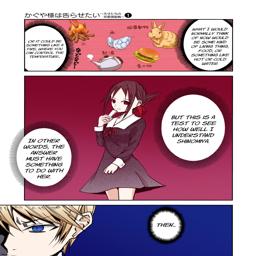 かぐや様は告らせたい
1
WHAT I WOULD
NORMALLY THINK
OF NOW WOULD
BE SOME KIND
OF LIVING THING,
FOOD, OR
SOMETHING LIKE
HOT OR COLD
WATER.
OR IT COULD BE
SOMETHING LIKE A
TYPE, WHERE YOU
CAN CONTROL THE
TEMPERATURE.
BUT THIS IS A
TEST TO SEE
HOW WELL I
UNDERSTAND
SHINOMIYA.
IN OTHER
WORDS, THE
ANSWER
MUST HAVE
SOMETHING
TO DO WITH
HER.
THEN...